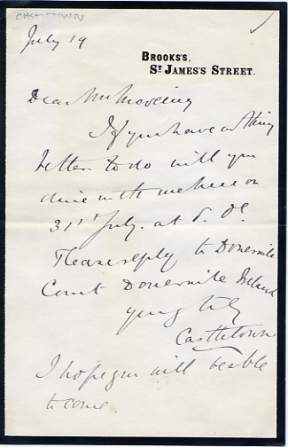 CASTLETOWN
July 19
BROOKS'S.
ST JAMES'S STREET.
Dear Mr
If you have nothing
better to do will you
dine with me here on
31st July. at 8. Ol
Please reply to Doneraile
Court Doneraile Ireland
yrs truly
Castletown
I hope you will be able
to come